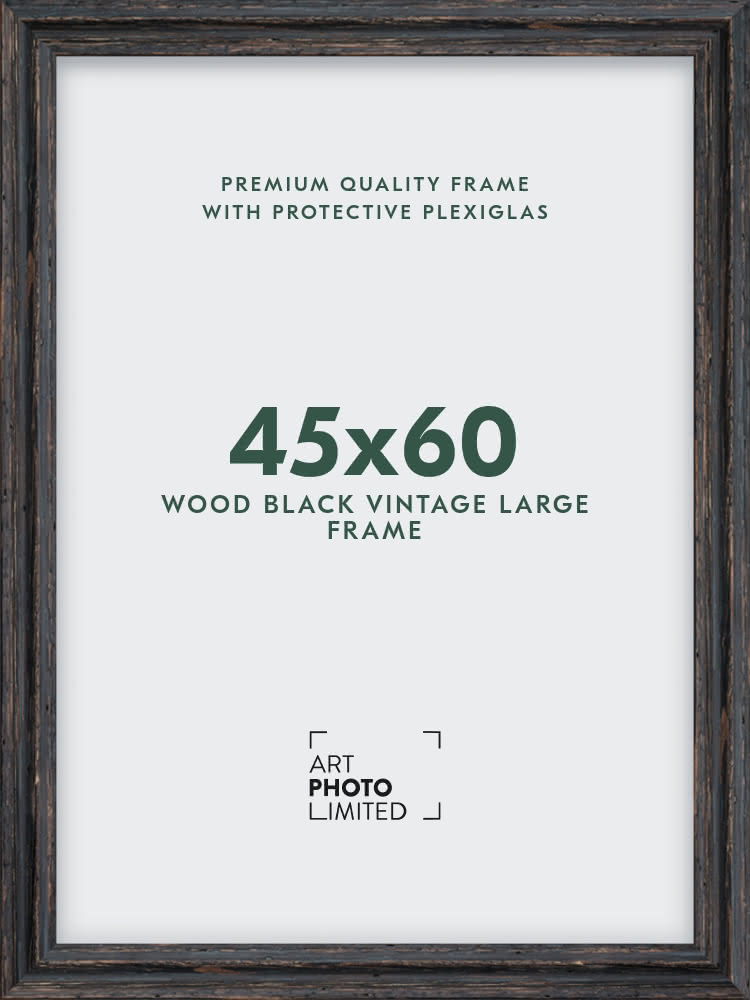 PREMIUM QUALITY FRAME
WITH PROTECTIVE PLEXIGLAS
45x60
WOOD BLACK VINTAGE LARGE
FRAME
ART
PHOTO
LIMITED